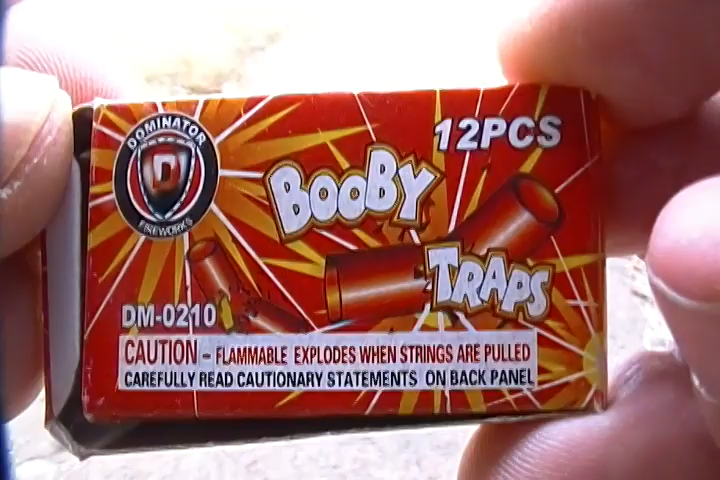 DOMINATOR
D
FIREWORKS
12PCS
BOOBY
TRAPS
DM-0210
CAUTION - FLAMMABLE EXPLODES WHEN STRINGS ARE PULLED
CAREFULLY READ CAUTIONARY STATEMENTS ON BACK PANEL